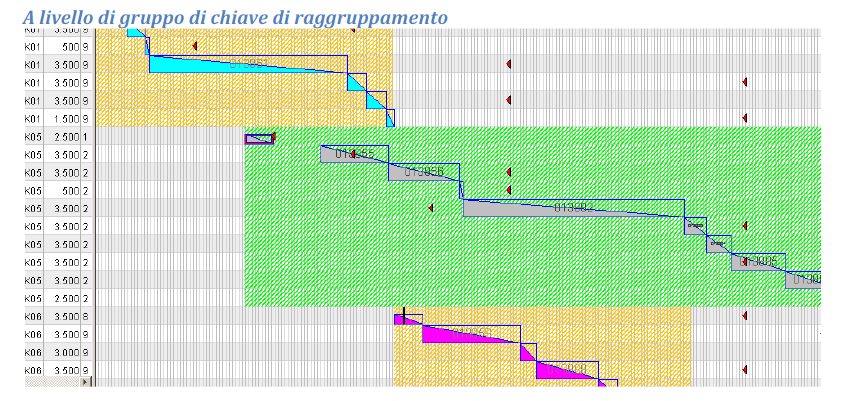 A livello di gruppo di chiave di raggruppamento
K01 3 500 9
K01 500 9
K01 3 500 9
K01 3 500 9
K01 3 500 9
K01 1 500 9
K05 2 500 1
K05 3 500 2
K05 3 500 2
K05 500 2
K05 3 500 2
K05 3 500 2
K05 3 500 2
K05 3 500 2
K05 3 500 2
K05 2 500 2
K06 3 500 8
K06 3 500 9
K06 3 000 9
K06 3 500 9